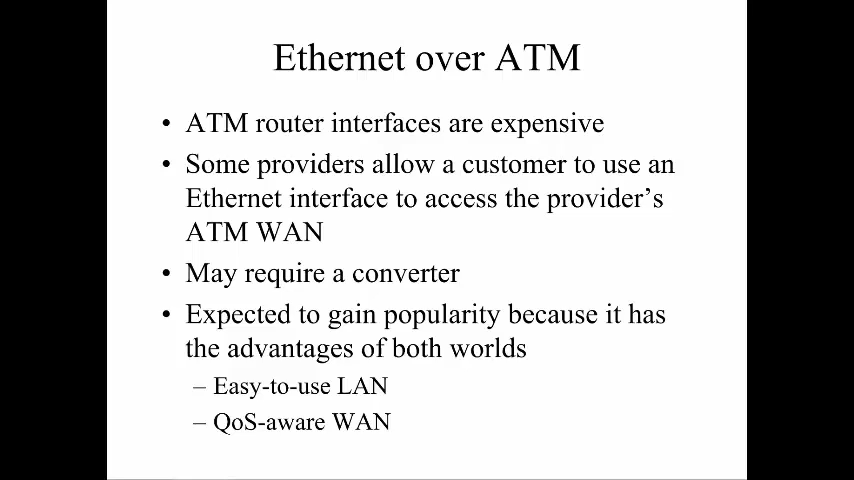 Ethernet over ATM
• ATM router interfaces are expensive
• Some providers allow a customer to use an
Ethernet interface to access the provider's
ATM WAN
• May require a converter
• Expected to gain popularity because it has
the advantages of both worlds
– Easy-to-use LAN
– QoS-aware WAN